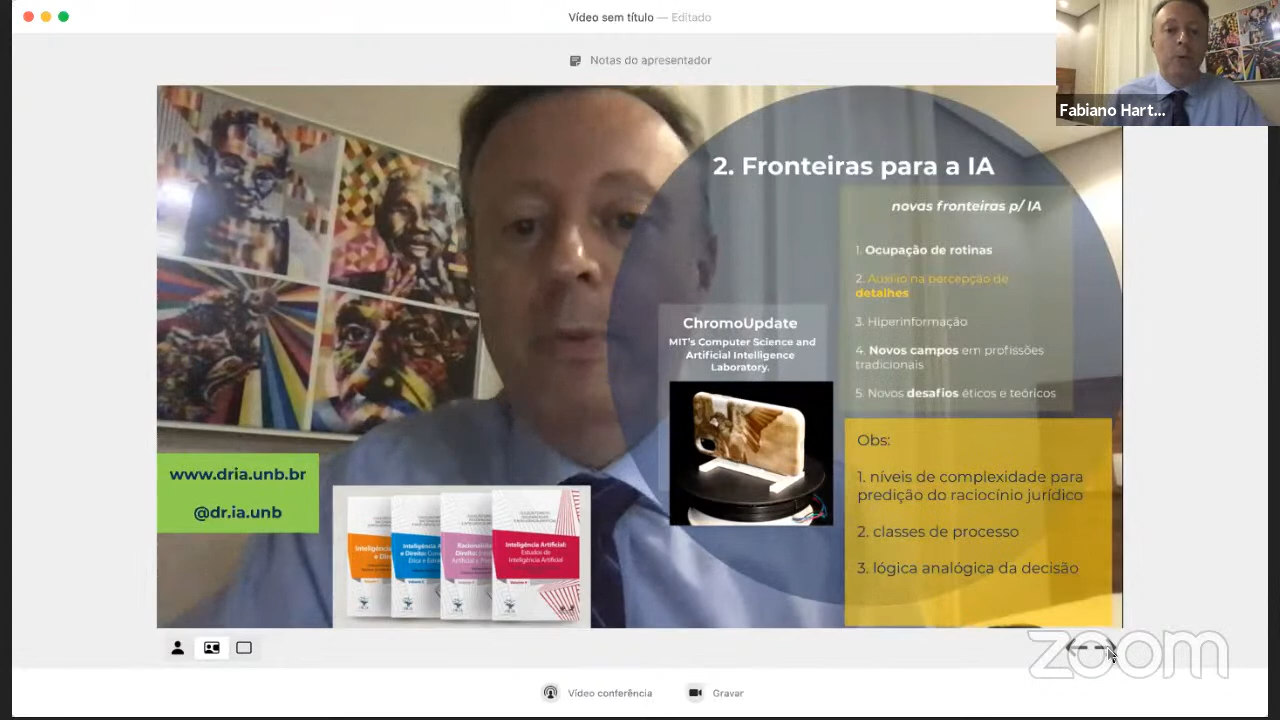 Vídeo sem título — Editado
Notas do apresentador
Fabiano Hart...
2. Fronteiras para a IA
novas fronteiras p/ IA
1. Ocupação de rotinas
2. Auxílio na percepção de
detalhes
3. Hiperinformação
4. Novos campos em profissões
tradicionais
5. Novos desafios éticos e teóricos
ChromoUpdate
MIT's Computer Science and
Artificial Intelligence
Laboratory.
Obs:
1. níveis de complexidade para
predição do raciocínio jurídico
2. classes de processo
3. lógica analógica da decisão
www.dria.unb.br
@dr.ia.unb
Inteligência Artificial:
Estudos de
Inteligência Artificial
zoom
Vídeo conferência
Gravar